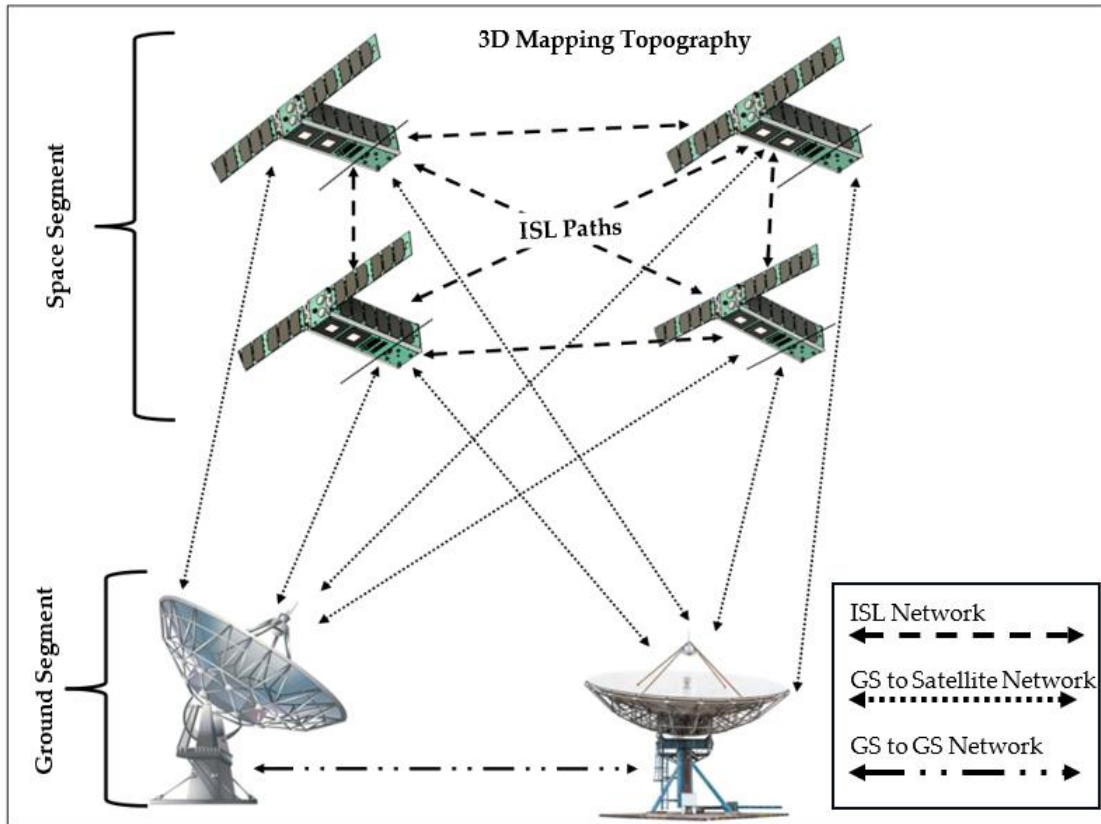 3D Mapping Topography
Space Segment
ISL Paths
Ground Segment
ISL Network
GS to Satellite Network
GS to GS Network